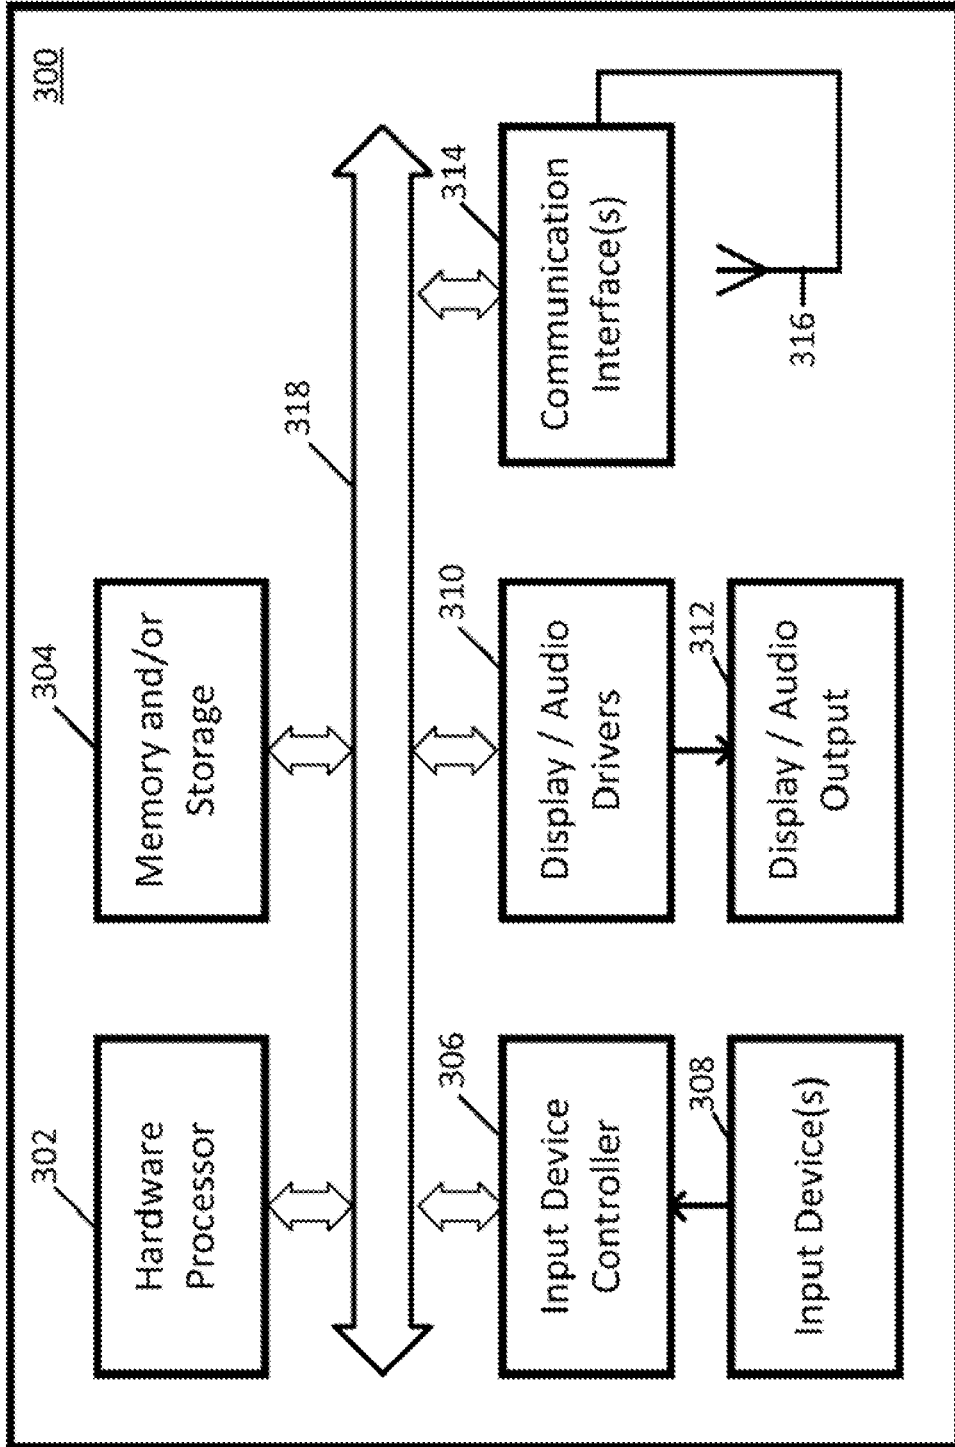 300
302
Hardware
Processor
304
Memory and/or
Storage
318
306
Input Device
Controller
310
Display / Audio
Drivers
314
Communication
Interface(s)
308
Input Device(s)
312
Display / Audio
Output
316